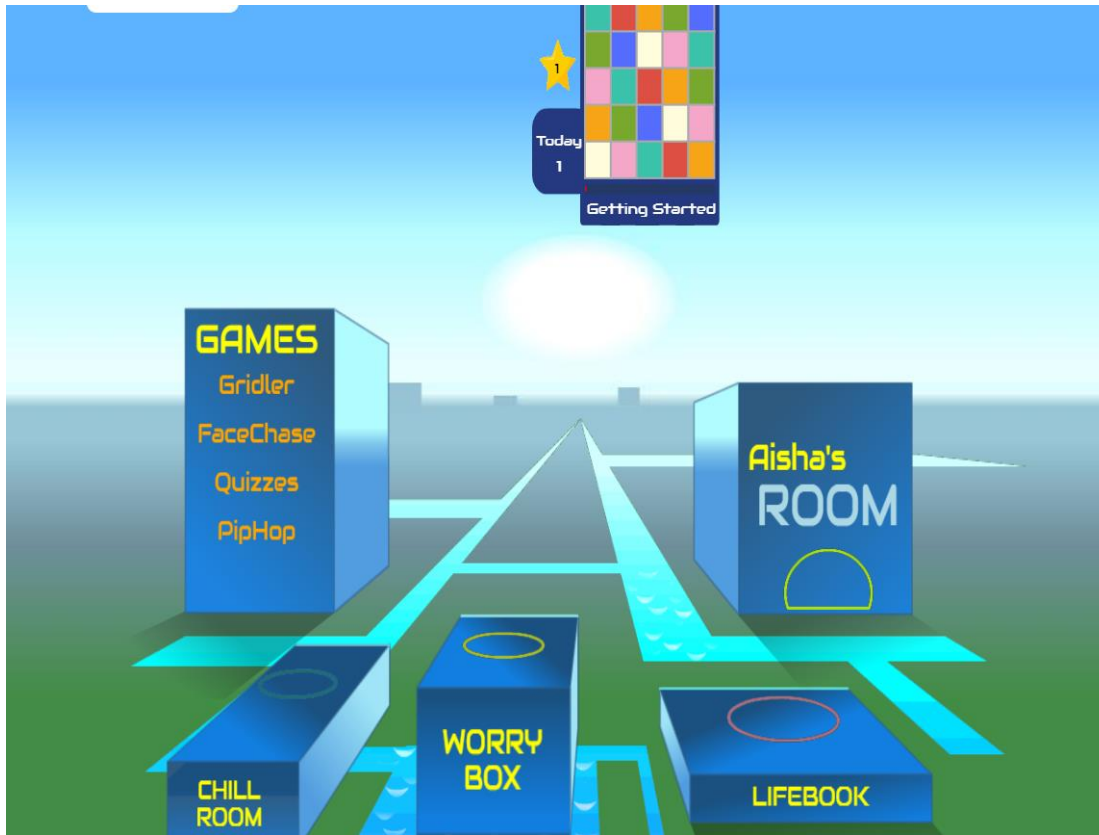 1
Today
1
Getting Started
GAMES
Gridler
FaceChase
Quizzes
PipHop
Aisha's
ROOM
CHILL
ROOM
WORRY
BOX
LIFEBOOK